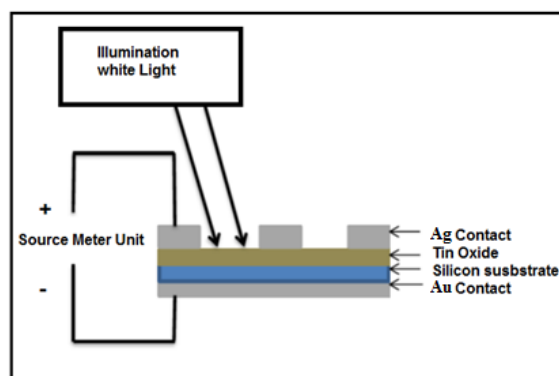 Illumination
white Light
+
Source Meter Unit
-
Ag Contact
Tin Oxide
Silicon susbstrate
Au Contact